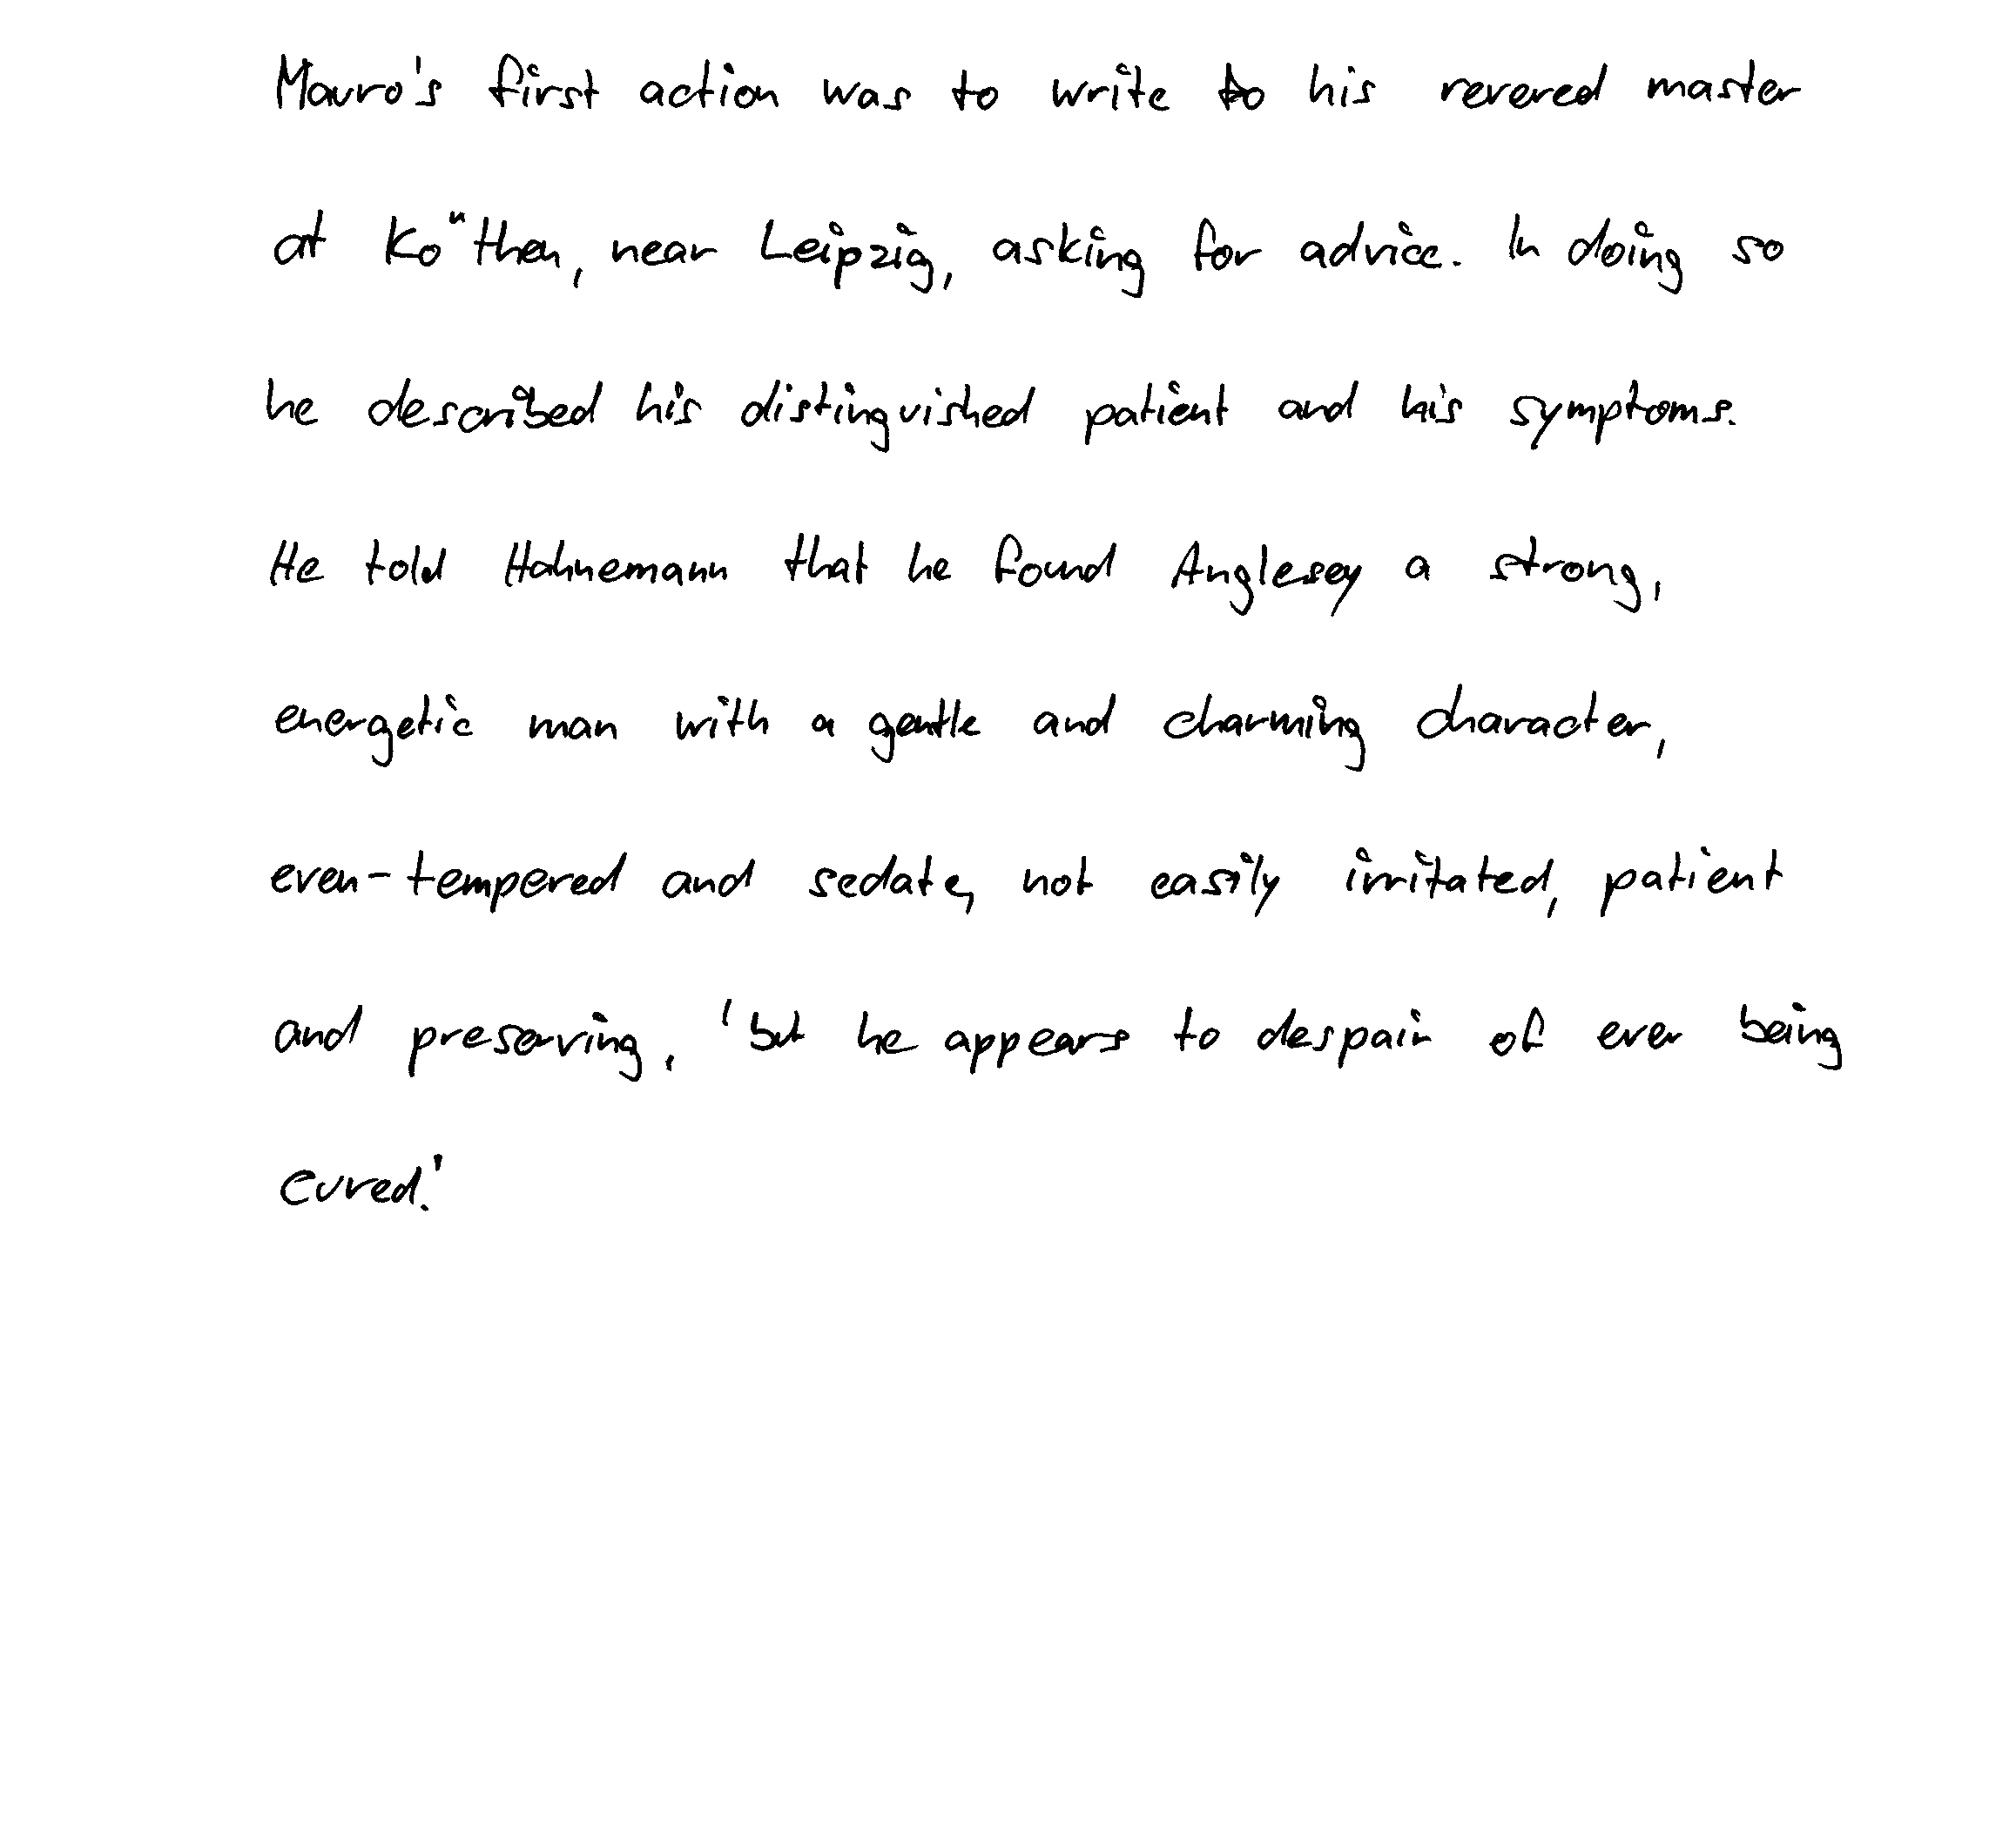 Mauro's first action was to write to his revered master
at Ko"then, near Leipzig, asking for advice. In doing so
he described his distinguished patient and his symptoms.
He told Hahnemann that he found Anglesey a strong,
energetic man with a gentle and charming character,
even-tempered and sedate, not easily irritated, patient
and preserving, 'but he appears to despair of ever being
cured.'